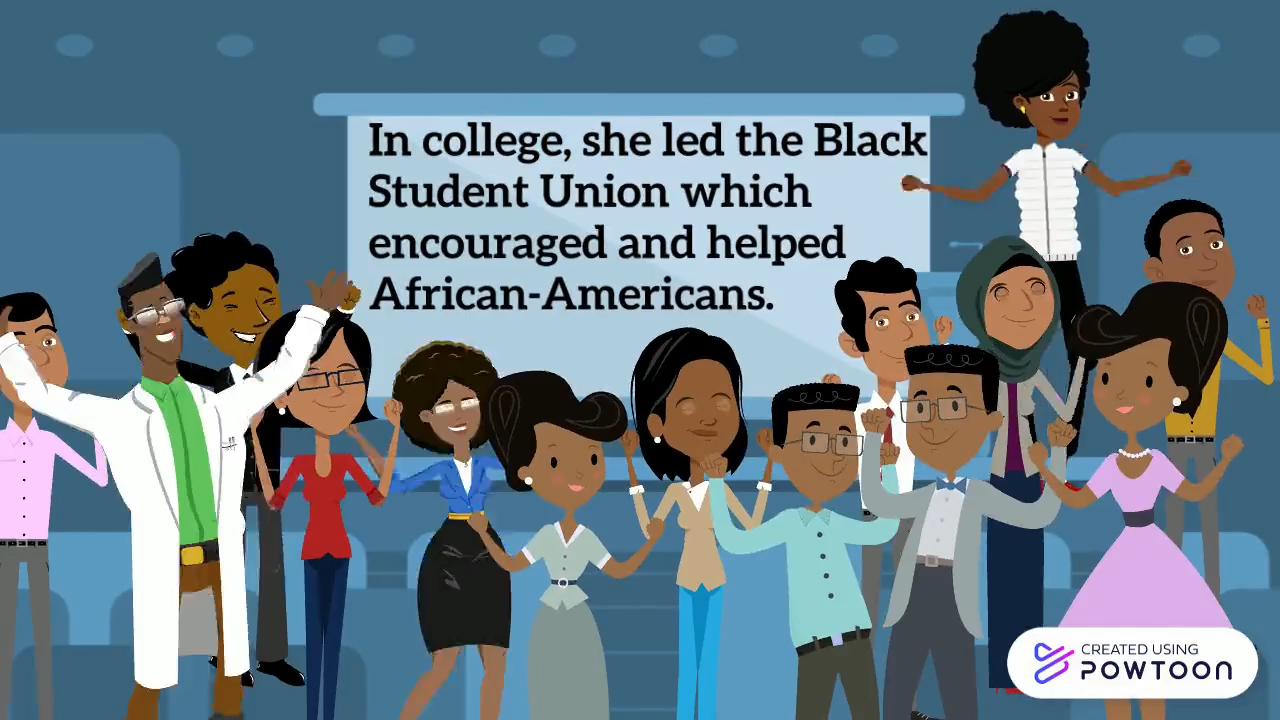 In college, she led the Black
Student Union which
encouraged and helped
African-Americans.
CREATED USING
POWTOON